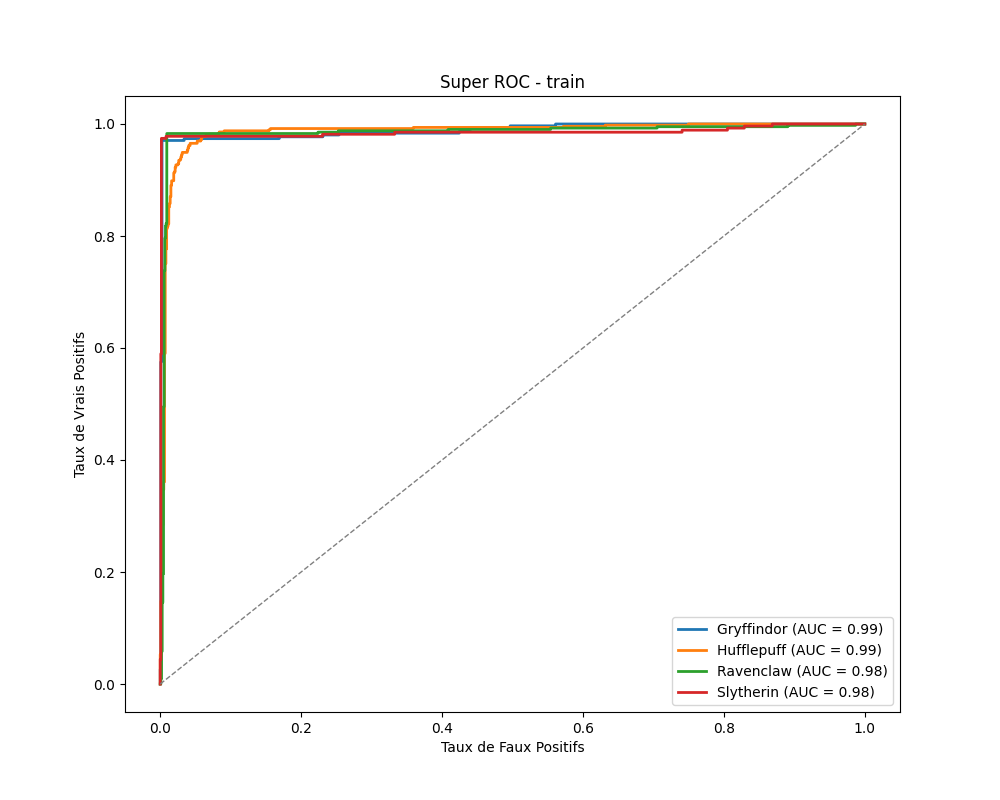 Super ROC - train
Taux de Vrais Positifs
1.0
0.8
0.6
0.4
0.2
0.0
Gryffindor (AUC = 0.99)
Hufflepuff (AUC = 0.99)
Ravenclaw (AUC = 0.98)
Slytherin (AUC = 0.98)
0.0 0.2 0.4 0.6 0.8 1.0
Taux de Faux Positifs